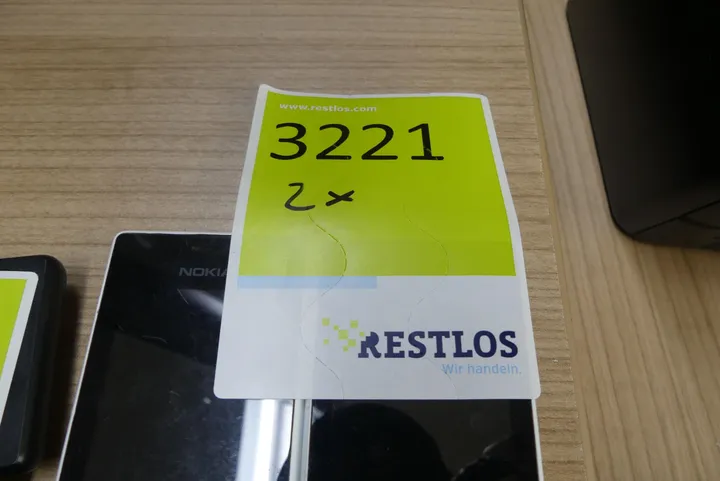 www.restlos.com
3221
2x
NOKIA
RESTLOS
Wir handeln.